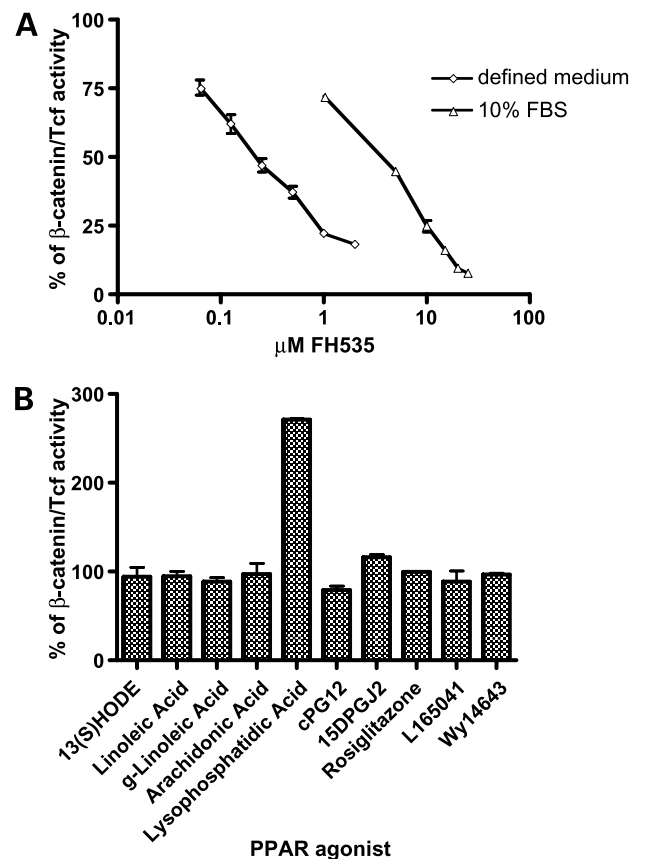 A
% of β-catenin/Tcf activity
100
75
50
25
0
defined medium
10% FBS
0.01
0.1
1
10
100
μM FH535
B
% of β-catenin/Tcf activity
300
200
100
0
13(S)HODE
Linoleic Acid
g-Linoleic Acid
Arachidonic Acid
Lysophosphatidic Acid
cPG12
15DPGJ2
Rosiglitazone
L165041
Wy14643
PPAR agonist